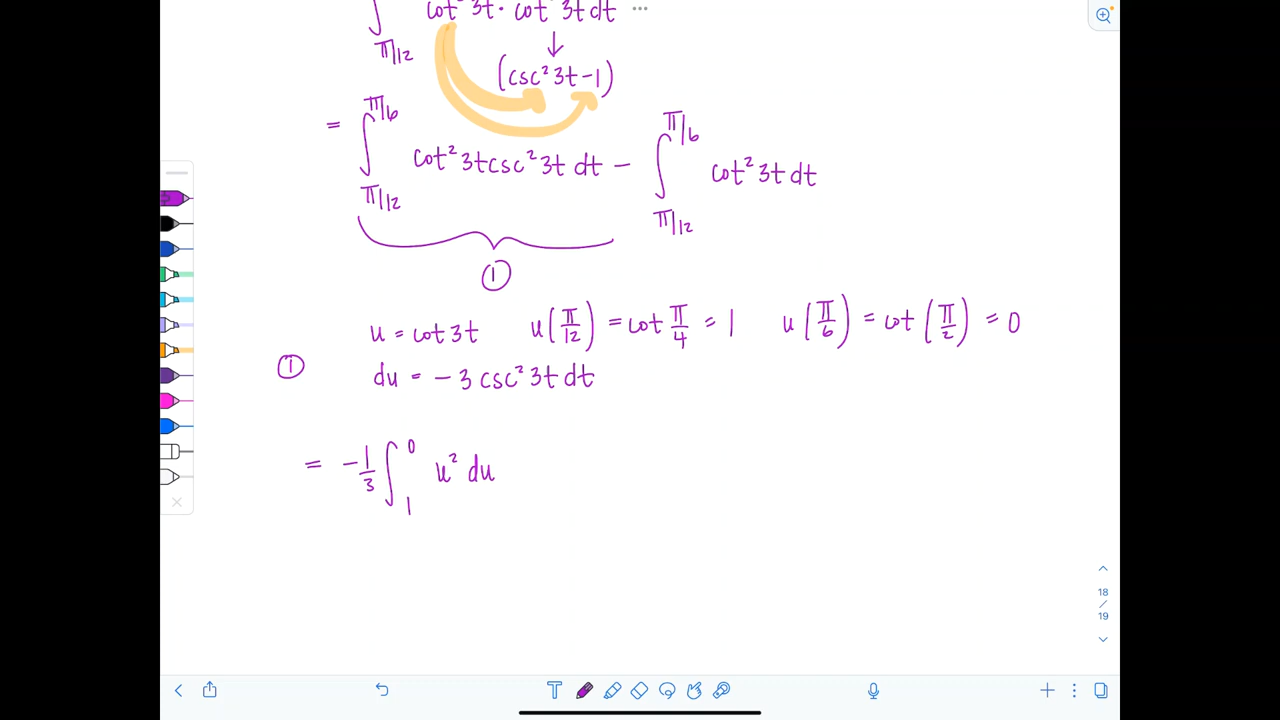 ∫ cot² 3t · cot² 3t dt
π/12
↓
(csc² 3t − 1)
= ∫_{π/12}^{π/6} cot² 3t csc² 3t dt − ∫_{π/12}^{π/6} cot² 3t dt
①
u = cot 3t u(π/12) = cot π/4 = 1 u(π/6) = cot(π/2) = 0
① du = −3 csc² 3t dt
= −1/3 ∫_{1}^{0} u² du
18
/
19
T